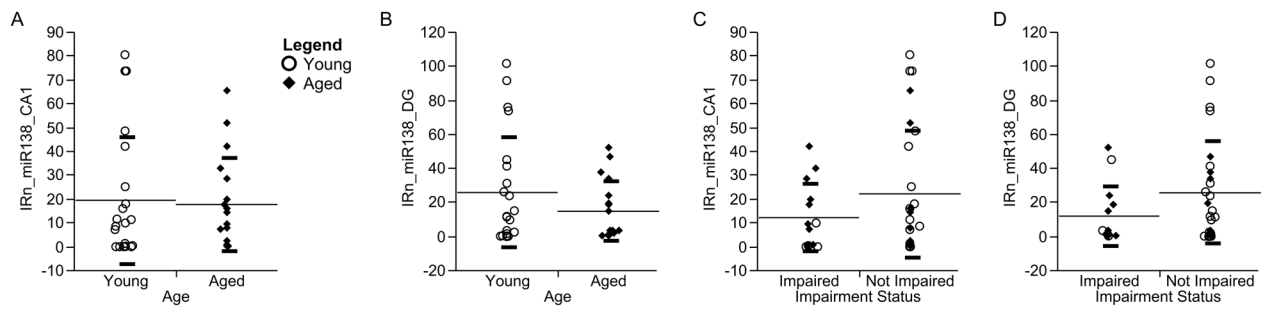 A
IRn_miR138_CA1
90
80
70
60
50
40
30
20
10
0
-10
Young
Aged
Age
Legend
Young
Aged
B
IRn_miR138_DG
120
100
80
60
40
20
0
-20
Young
Aged
Age
C
IRn_miR138_CA1
90
80
70
60
50
40
30
20
10
0
-10
Impaired
Not Impaired
Impairment Status
D
IRn_miR138_DG
120
100
80
60
40
20
0
-20
Impaired
Not Impaired
Impairment Status